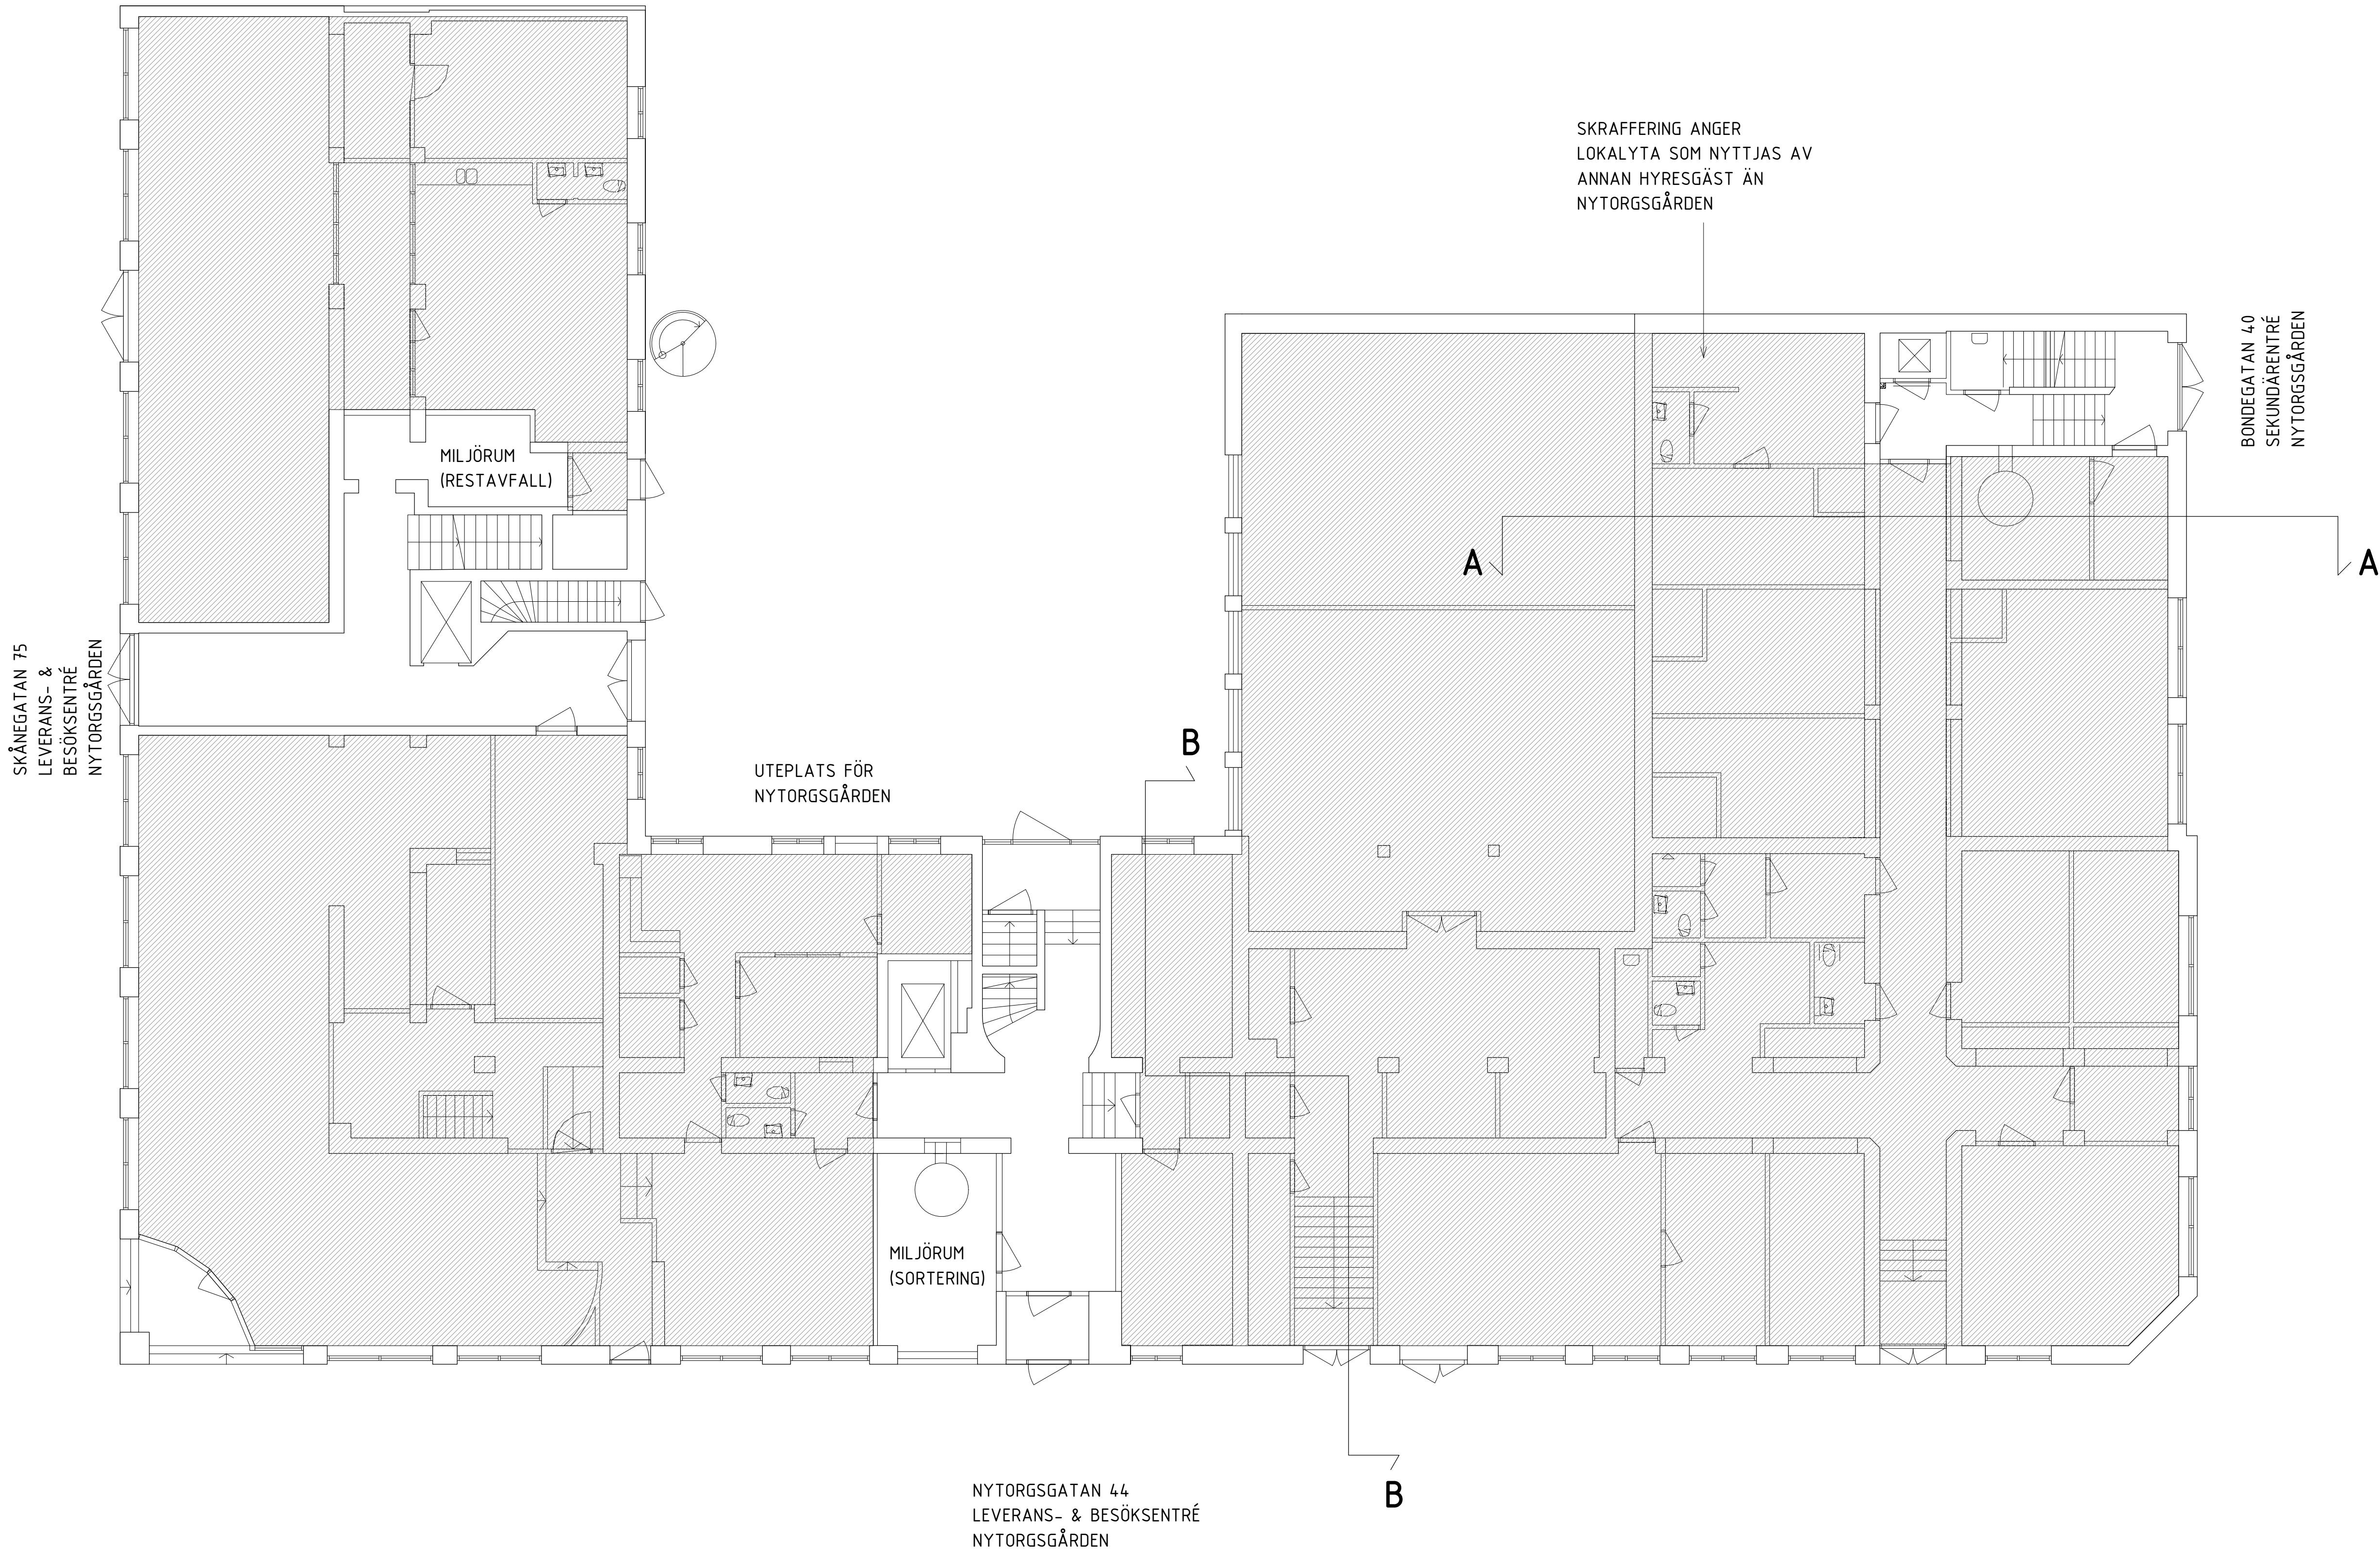 SKRAFFERING ANGER
LOKALYTA SOM NYTTJAS AV
ANNAN HYRESGÄST ÄN
NYTORGSGÅRDEN
BONDEGATAN 40
SEKUNDÄRENTRÉ
NYTORGSGÅRDEN
MILJÖRUM
(RESTAVFALL)
A
A
SKÅNEGATAN 75
LEVERANS- &
BESÖKSENTRÉ
NYTORGSGÅRDEN
B
UTEPLATS FÖR
NYTORGSGÅRDEN
MILJÖRUM
(SORTERING)
B
NYTORGSGATAN 44
LEVERANS- & BESÖKSENTRÉ
NYTORGSGÅRDEN